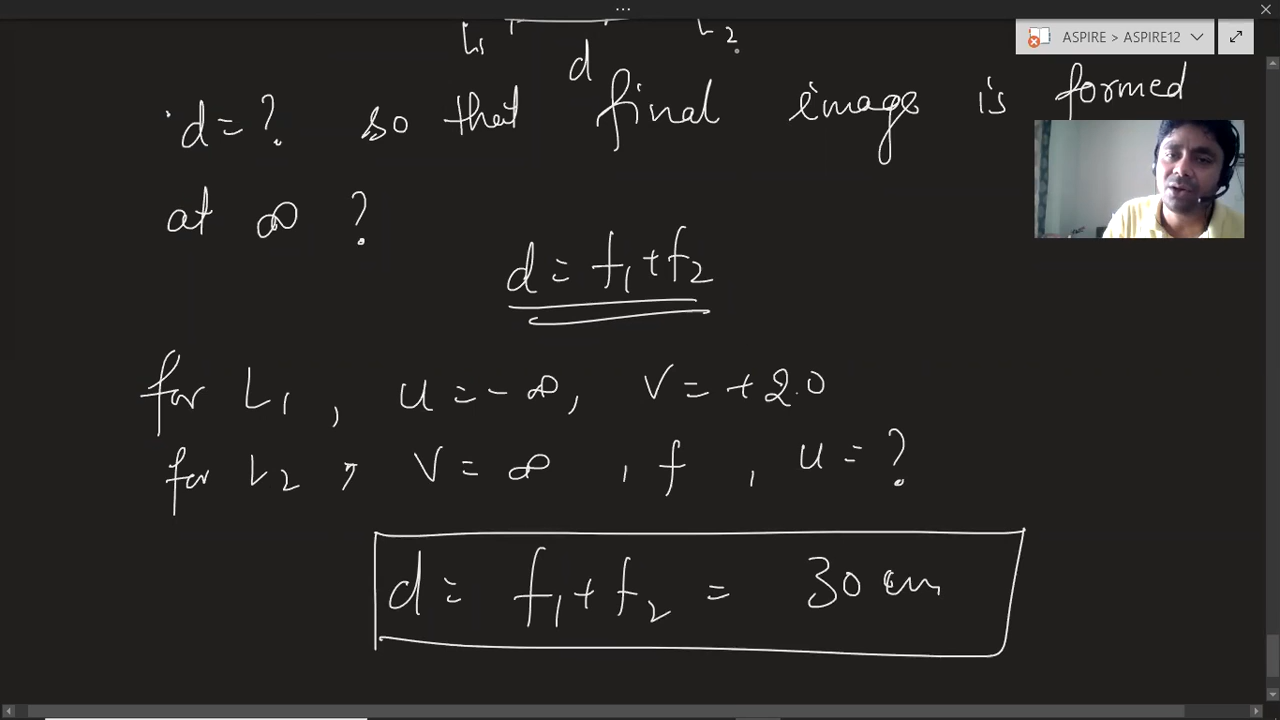 L₁ L₂
d
ASPIRE > ASPIRE12
d = ? so that final image is formed
at ∞ ?
d = f₁ + f₂
for L₁ , u = - ∞, v = + 20
for L₂ , v = ∞ , f , u = ?
d = f₁ + f₂ = 30 cm